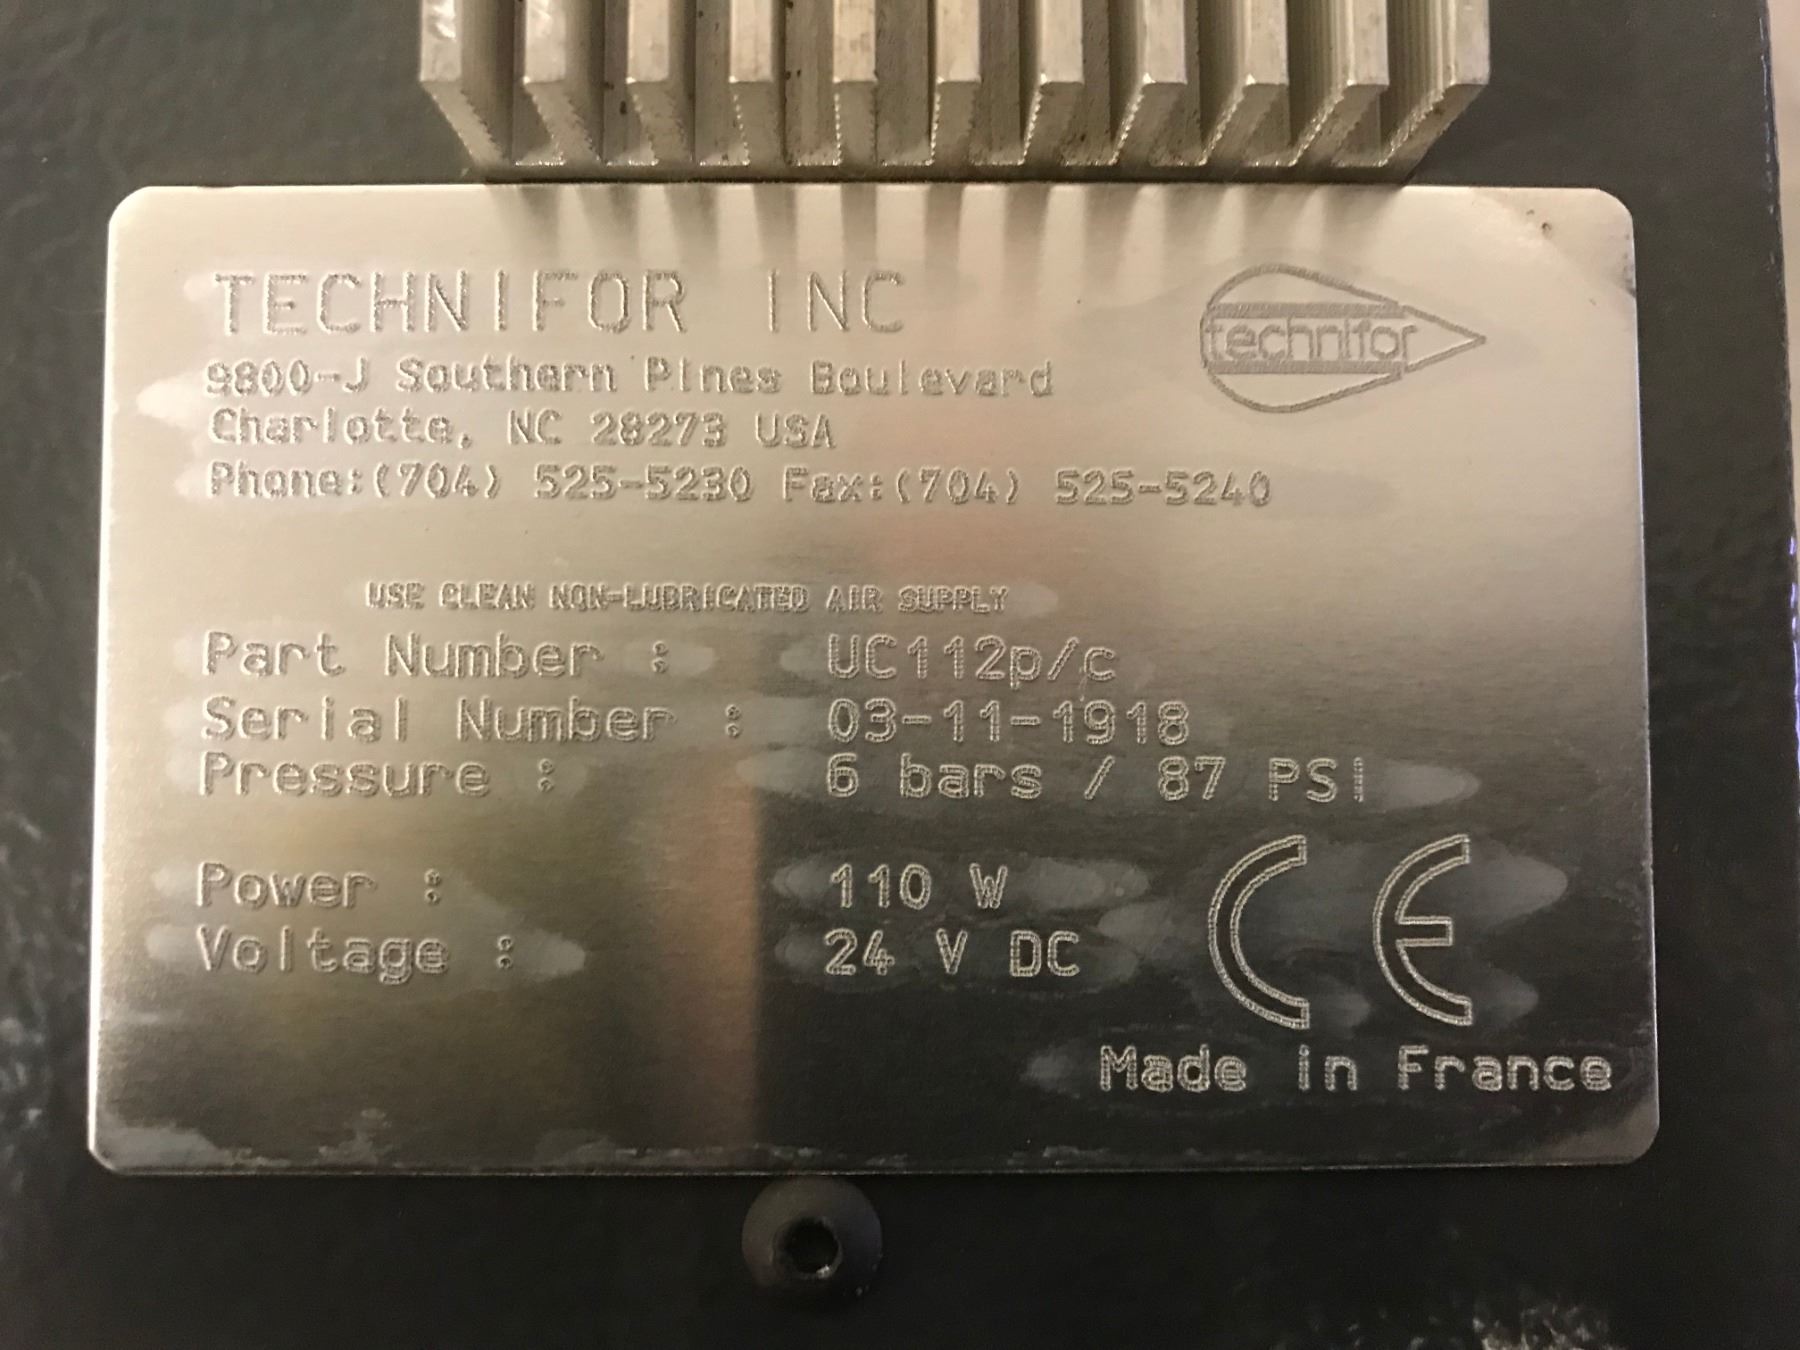 TECHNIFOR INC
technifor
9800-J Southern Pines Boulevard
Charlotte, NC 28273 USA
Phone:(704) 525-5230 Fax:(704) 525-5240
USE CLEAN NON-LUBRICATED AIR SUPPLY
Part Number : UC112p/c
Serial Number : 03-11-1918
Pressure : 6 bars / 87 PSi
Power : 110 W
Voltage : 24 V DC
CE
Made in France